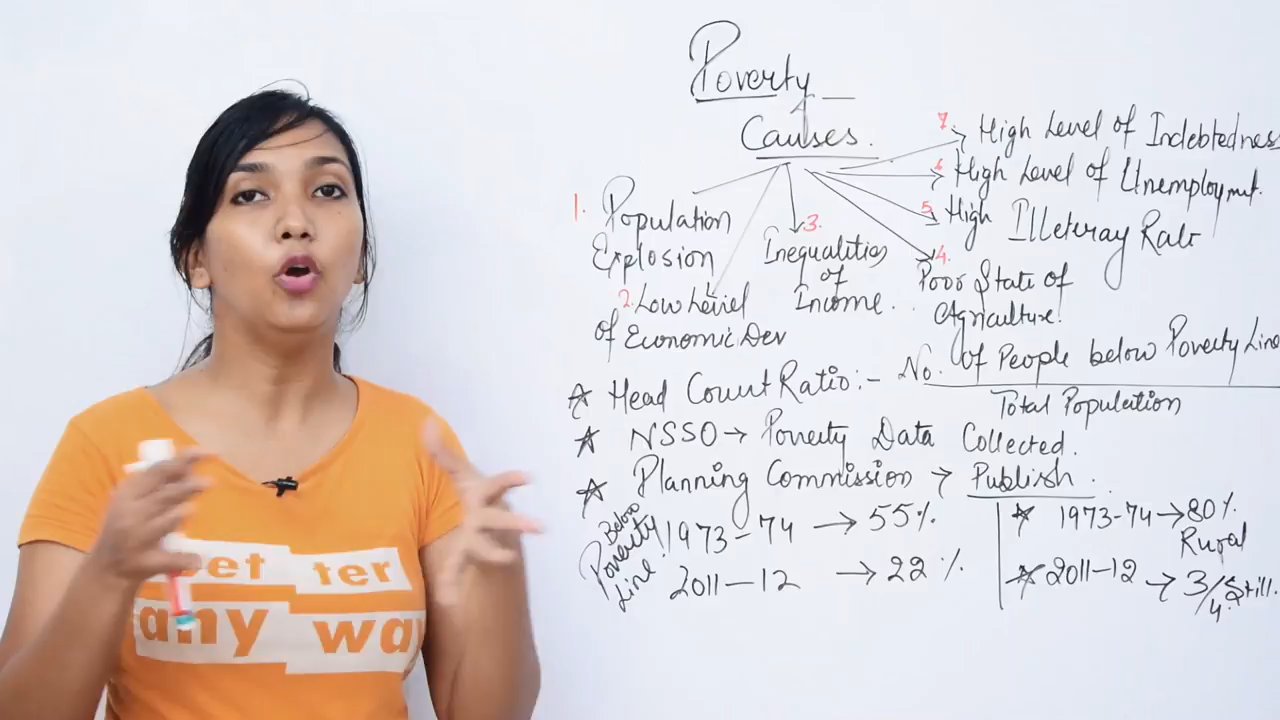 Poverty
Causes.
1. Population
Explosion
2. Low Level
of Economic Dev
3.
Inequalities
of
Income.
4.
Poor State of
Agriculture.
5
High Illeteray Rate
6
High Level of Unemployment.
7.
High Level of Indebtedness
Head Count Ratio:- No. of People below Poverty Line
Total Population
NSSO → Poverty Data Collected.
Planning Commission → Publish.
Below
Poverty
Line
1973-74 → 55%
2011-12 → 22%
1973-74 → 80%
Rural
2011-12 → 3/4 Still.
bet ter
any wa